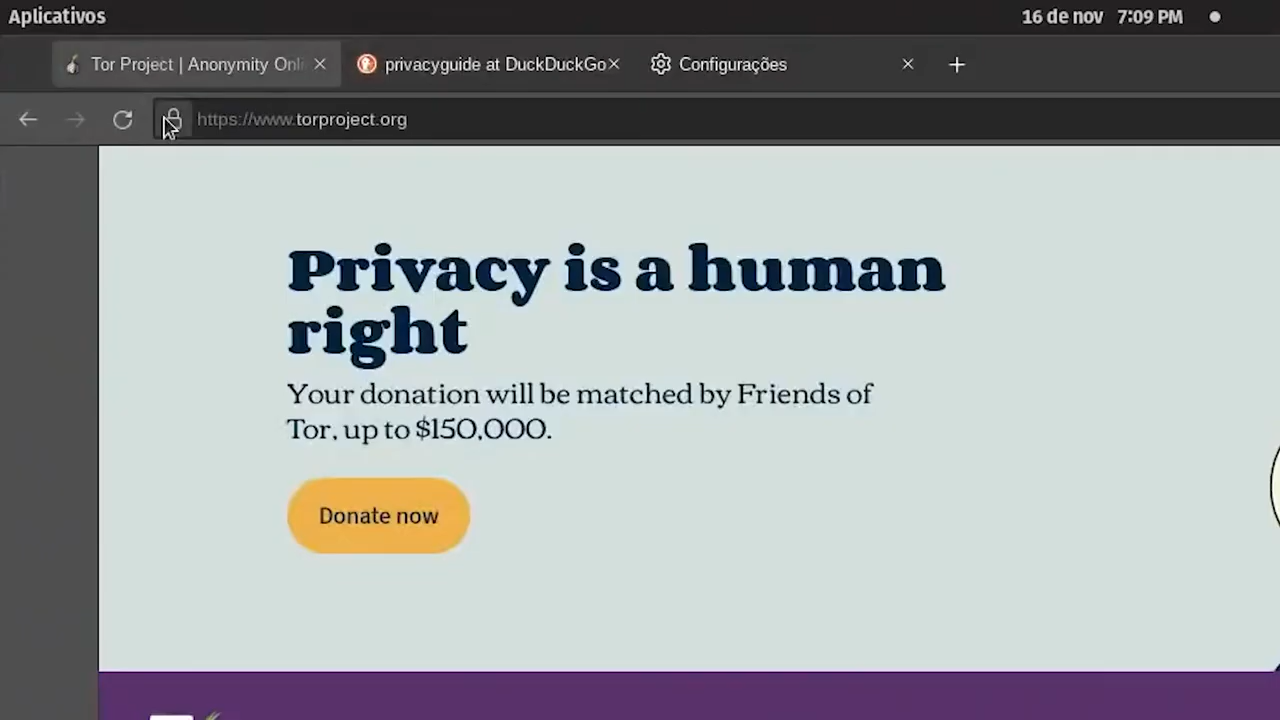 Aplicativos
16 de nov 7:09 PM
Tor Project | Anonymity Onli
privacyguide at DuckDuckGo
Configurações
https://www.torproject.org
Privacy is a human
right
Your donation will be matched by Friends of
Tor, up to $150,000.
Donate now